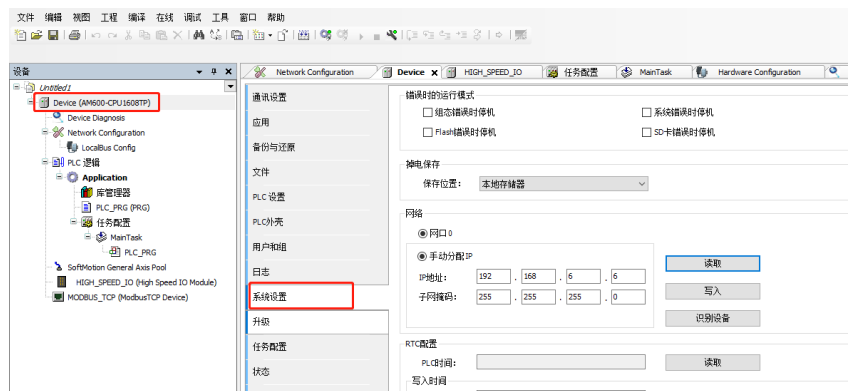 文件 编辑 视图 工程 编译 在线 调试 工具 窗口 帮助
设备
Untitled1
Device (AM600-CPU1608TP)
Device Diagnosis
Network Configuration
LocalBus Config
PLC 逻辑
Application
库管理器
PLC_PRG (PRG)
任务配置
MainTask
PLC_PRG
SoftMotion General Axis Pool
HIGH_SPEED_IO (High Speed IO Module)
MODBUS_TCP (ModbusTCP Device)
Network Configuration Device HIGH_SPEED_IO 任务配置 MainTask Hardware Configuration
通讯设置
应用
备份与还原
文件
PLC 设置
PLC外壳
用户和组
日志
系统设置
升级
任务配置
状态
错误时的运行模式
组态错误时停机 系统错误时停机
Flash错误时停机 SD卡错误时停机
掉电保存
保存位置: 本地存储器
网络
网口 0
手动分配IP
IP地址: 192 . 168 . 6 . 6 读取
子网掩码: 255 . 255 . 255 . 0 写入
识别设备
RTC配置
PLC时间: 读取
写入时间